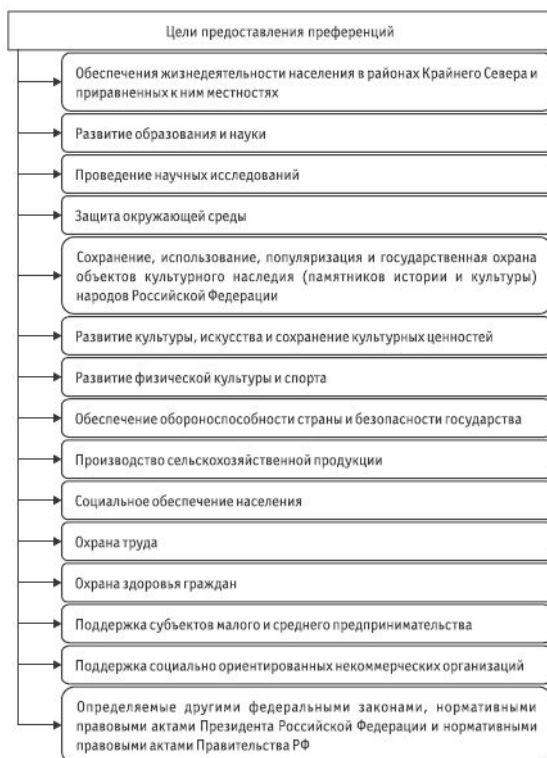 Цели предоставления преференций
Обеспечения жизнедеятельности населения в районах Крайнего Севера и
приравненных к ним местностях
Развитие образования и науки
Проведение научных исследований
Защита окружающей среды
Сохранение, использование, популяризация и государственная охрана
объектов культурного наследия (памятников истории и культуры)
народов Российской Федерации
Развитие культуры, искусства и сохранение культурных ценностей
Развитие физической культуры и спорта
Обеспечение обороноспособности страны и безопасности государства
Производство сельскохозяйственной продукции
Социальное обеспечение населения
Охрана труда
Охрана здоровья граждан
Поддержка субъектов малого и среднего предпринимательства
Поддержка социально ориентированных некоммерческих организаций
Определяемые другими федеральными законами, нормативными
правовыми актами Президента Российской Федерации и нормативными
правовыми актами Правительства РФ